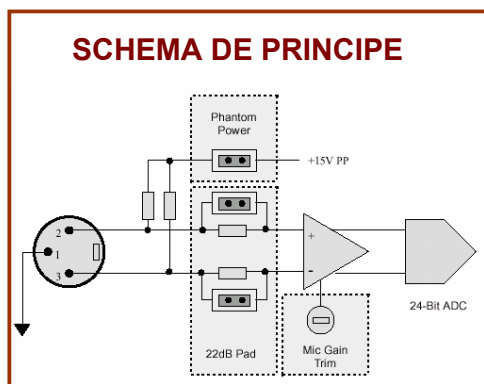 SCHEMA DE PRINCIPE
Phantom
Power
+15V PP
2
1
3
+
-
22dB Pad
Mic Gain
Trim
24-Bit ADC